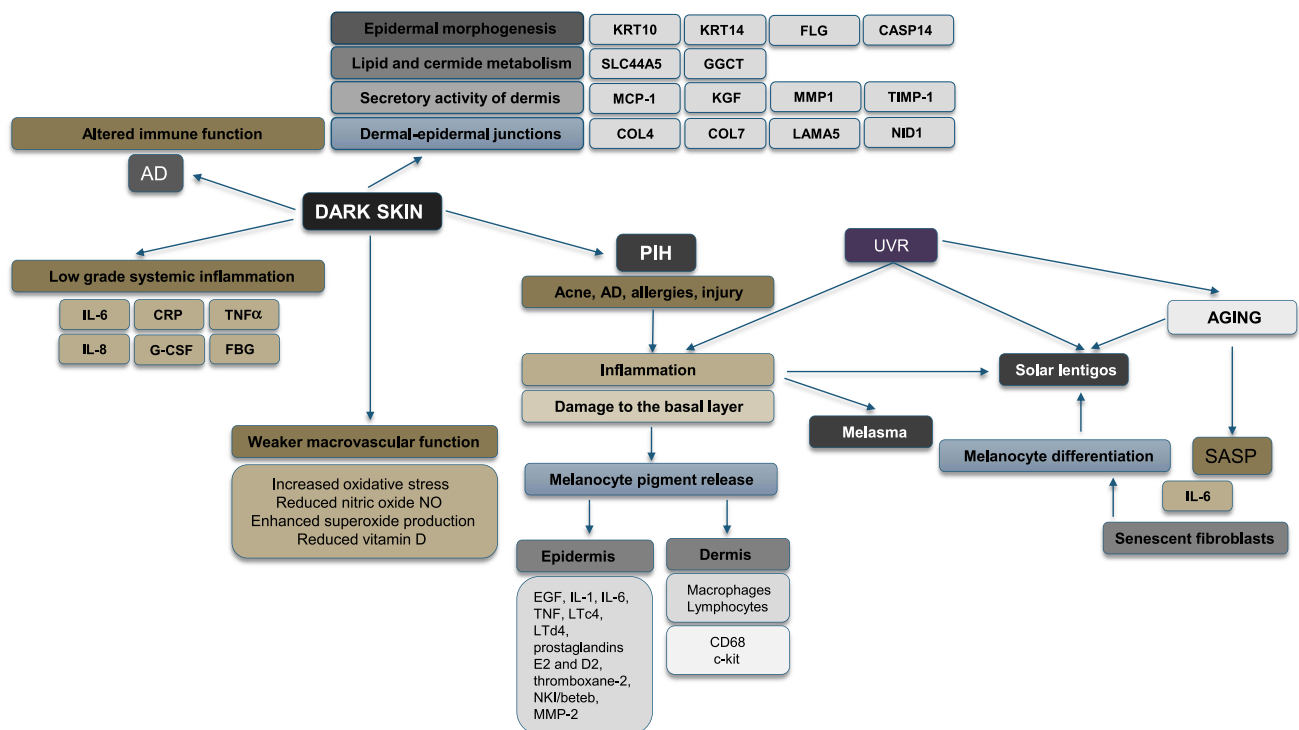 Epidermal morphogenesis
KRT10
KRT14
FLG
CASP14
Lipid and cermide metabolism
SLC44A5
GGCT
Secretory activity of dermis
MCP-1
KGF
MMP1
TIMP-1
Altered immune function
Dermal-epidermal junctions
COL4
COL7
LAMA5
NID1
AD
DARK SKIN
PIH
UVR
Low grade systemic inflammation
Acne, AD, allergies, injury
IL-6
CRP
TNFα
IL-8
G-CSF
FBG
AGING
Inflammation
Solar lentigos
Damage to the basal layer
Melasma
Weaker macrovascular function
Increased oxidative stress
Reduced nitric oxide NO
Enhanced superoxide production
Reduced vitamin D
Melanocyte pigment release
Melanocyte differentiation
SASP
IL-6
Senescent fibroblasts
Epidermis
EGF, IL-1, IL-6,
TNF, LTc4,
LTd4,
prostaglandins
E2 and D2,
thromboxane-2,
NKI/beteb,
MMP-2
Dermis
Macrophages
Lymphocytes
CD68
c-kit